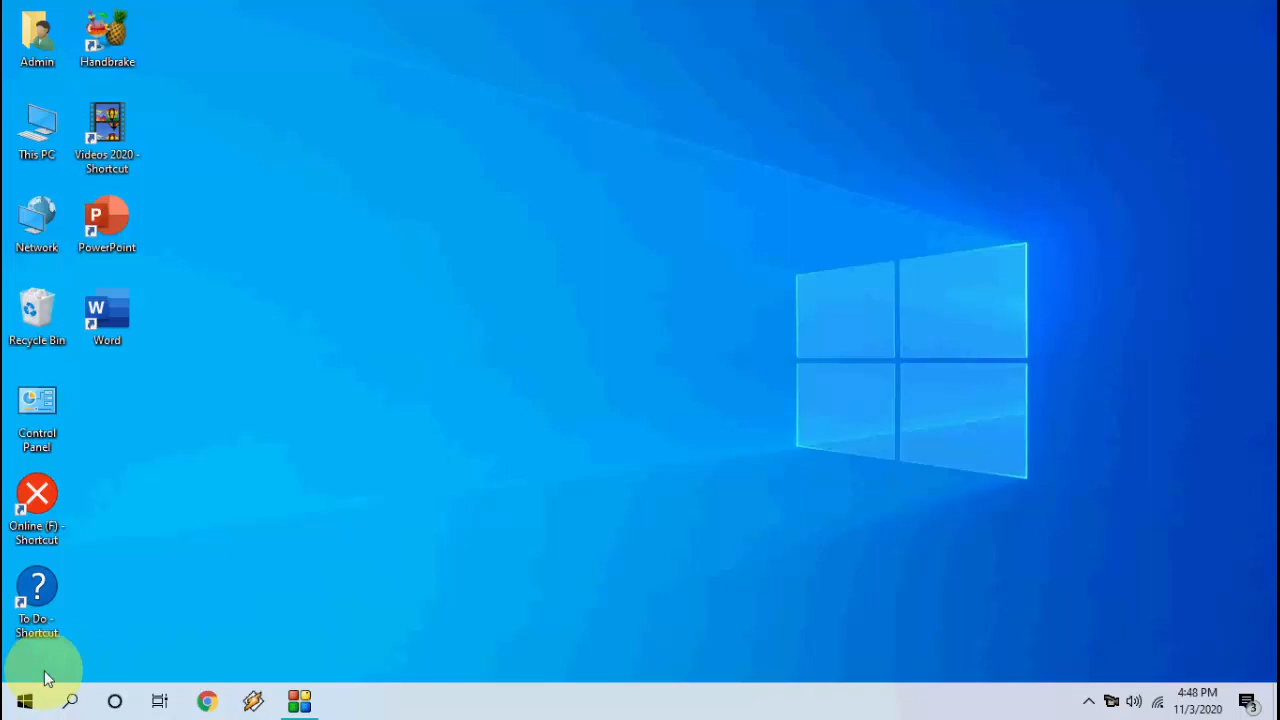 Admin
Handbrake
This PC
Videos 2020 -
Shortcut
Network
P
PowerPoint
Recycle Bin
W
Word
Control
Panel
Online (F) -
Shortcut
?
To Do -
Shortcut
4:48 PM
11/3/2020
3